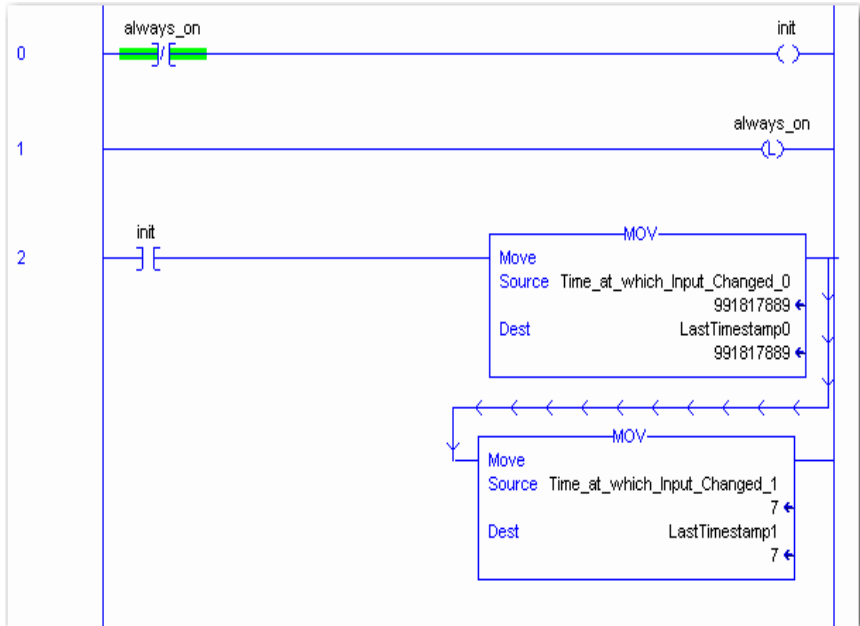 always_on
init
0
always_on
1
L
init
2
MOV
Move
Source Time_at_which_Input_Changed_0
991817889
Dest LastTimestamp0
991817889
MOV
Move
Source Time_at_which_Input_Changed_1
7
Dest LastTimestamp1
7